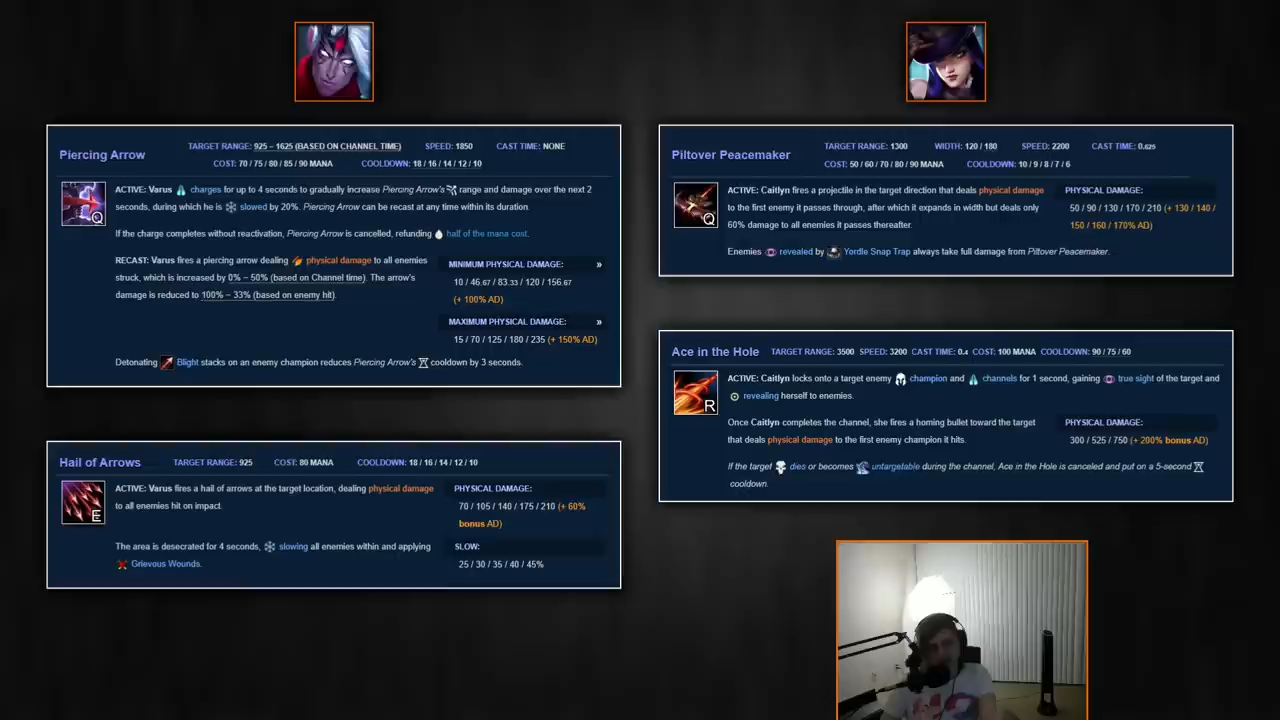 Piercing Arrow
TARGET RANGE: 925 – 1625 (BASED ON CHANNEL TIME) SPEED: 1850 CAST TIME: NONE
COST: 70 / 75 / 80 / 85 / 90 MANA COOLDOWN: 18 / 16 / 14 / 12 / 10
ACTIVE: Varus charges for up to 4 seconds to gradually increase Piercing Arrow's range and damage over the next 2
seconds, during which he is slowed by 20%. Piercing Arrow can be recast at any time within its duration.
If the charge completes without reactivation, Piercing Arrow is cancelled, refunding half of the mana cost.
Q
RECAST: Varus fires a piercing arrow dealing physical damage to all enemies
struck, which is increased by 0% – 50% (based on Channel time). The arrow's
damage is reduced to 100% – 33% (based on enemy hit).
MINIMUM PHYSICAL DAMAGE: »
10 / 46.67 / 83.33 / 120 / 156.67
(+ 100% AD)
MAXIMUM PHYSICAL DAMAGE: »
15 / 70 / 125 / 180 / 235 (+ 150% AD)
Detonating Blight stacks on an enemy champion reduces Piercing Arrow's cooldown by 3 seconds.
Hail of Arrows TARGET RANGE: 925 COST: 80 MANA COOLDOWN: 18 / 16 / 14 / 12 / 10
ACTIVE: Varus fires a hail of arrows at the target location, dealing physical damage
to all enemies hit on impact.
E
The area is desecrated for 4 seconds, slowing all enemies within and applying
Grievous Wounds.
PHYSICAL DAMAGE:
70 / 105 / 140 / 175 / 210 (+ 60%
bonus AD)
SLOW:
25 / 30 / 35 / 40 / 45%
Piltover Peacemaker
TARGET RANGE: 1300 WIDTH: 120 / 180 SPEED: 2200 CAST TIME: 0.625
COST: 50 / 60 / 70 / 80 / 90 MANA COOLDOWN: 10 / 9 / 8 / 7 / 6
ACTIVE: Caitlyn fires a projectile in the target direction that deals physical damage
to the first enemy it passes through, after which it expands in width but deals only
60% damage to all enemies it passes thereafter.
Q
Enemies revealed by Yordle Snap Trap always take full damage from Piltover Peacemaker.
PHYSICAL DAMAGE:
50 / 90 / 130 / 170 / 210 (+ 130 / 140 /
150 / 160 / 170% AD)
Ace in the Hole TARGET RANGE: 3500 SPEED: 3200 CAST TIME: 0.4 COST: 100 MANA COOLDOWN: 90 / 75 / 60
ACTIVE: Caitlyn locks onto a target enemy champion and channels for 1 second, gaining true sight of the target and
revealing herself to enemies.
R
Once Caitlyn completes the channel, she fires a homing bullet toward the target
that deals physical damage to the first enemy champion it hits.
PHYSICAL DAMAGE:
300 / 525 / 750 (+ 200% bonus AD)
If the target dies or becomes untargetable during the channel, Ace in the Hole is canceled and put on a 5-second
cooldown.